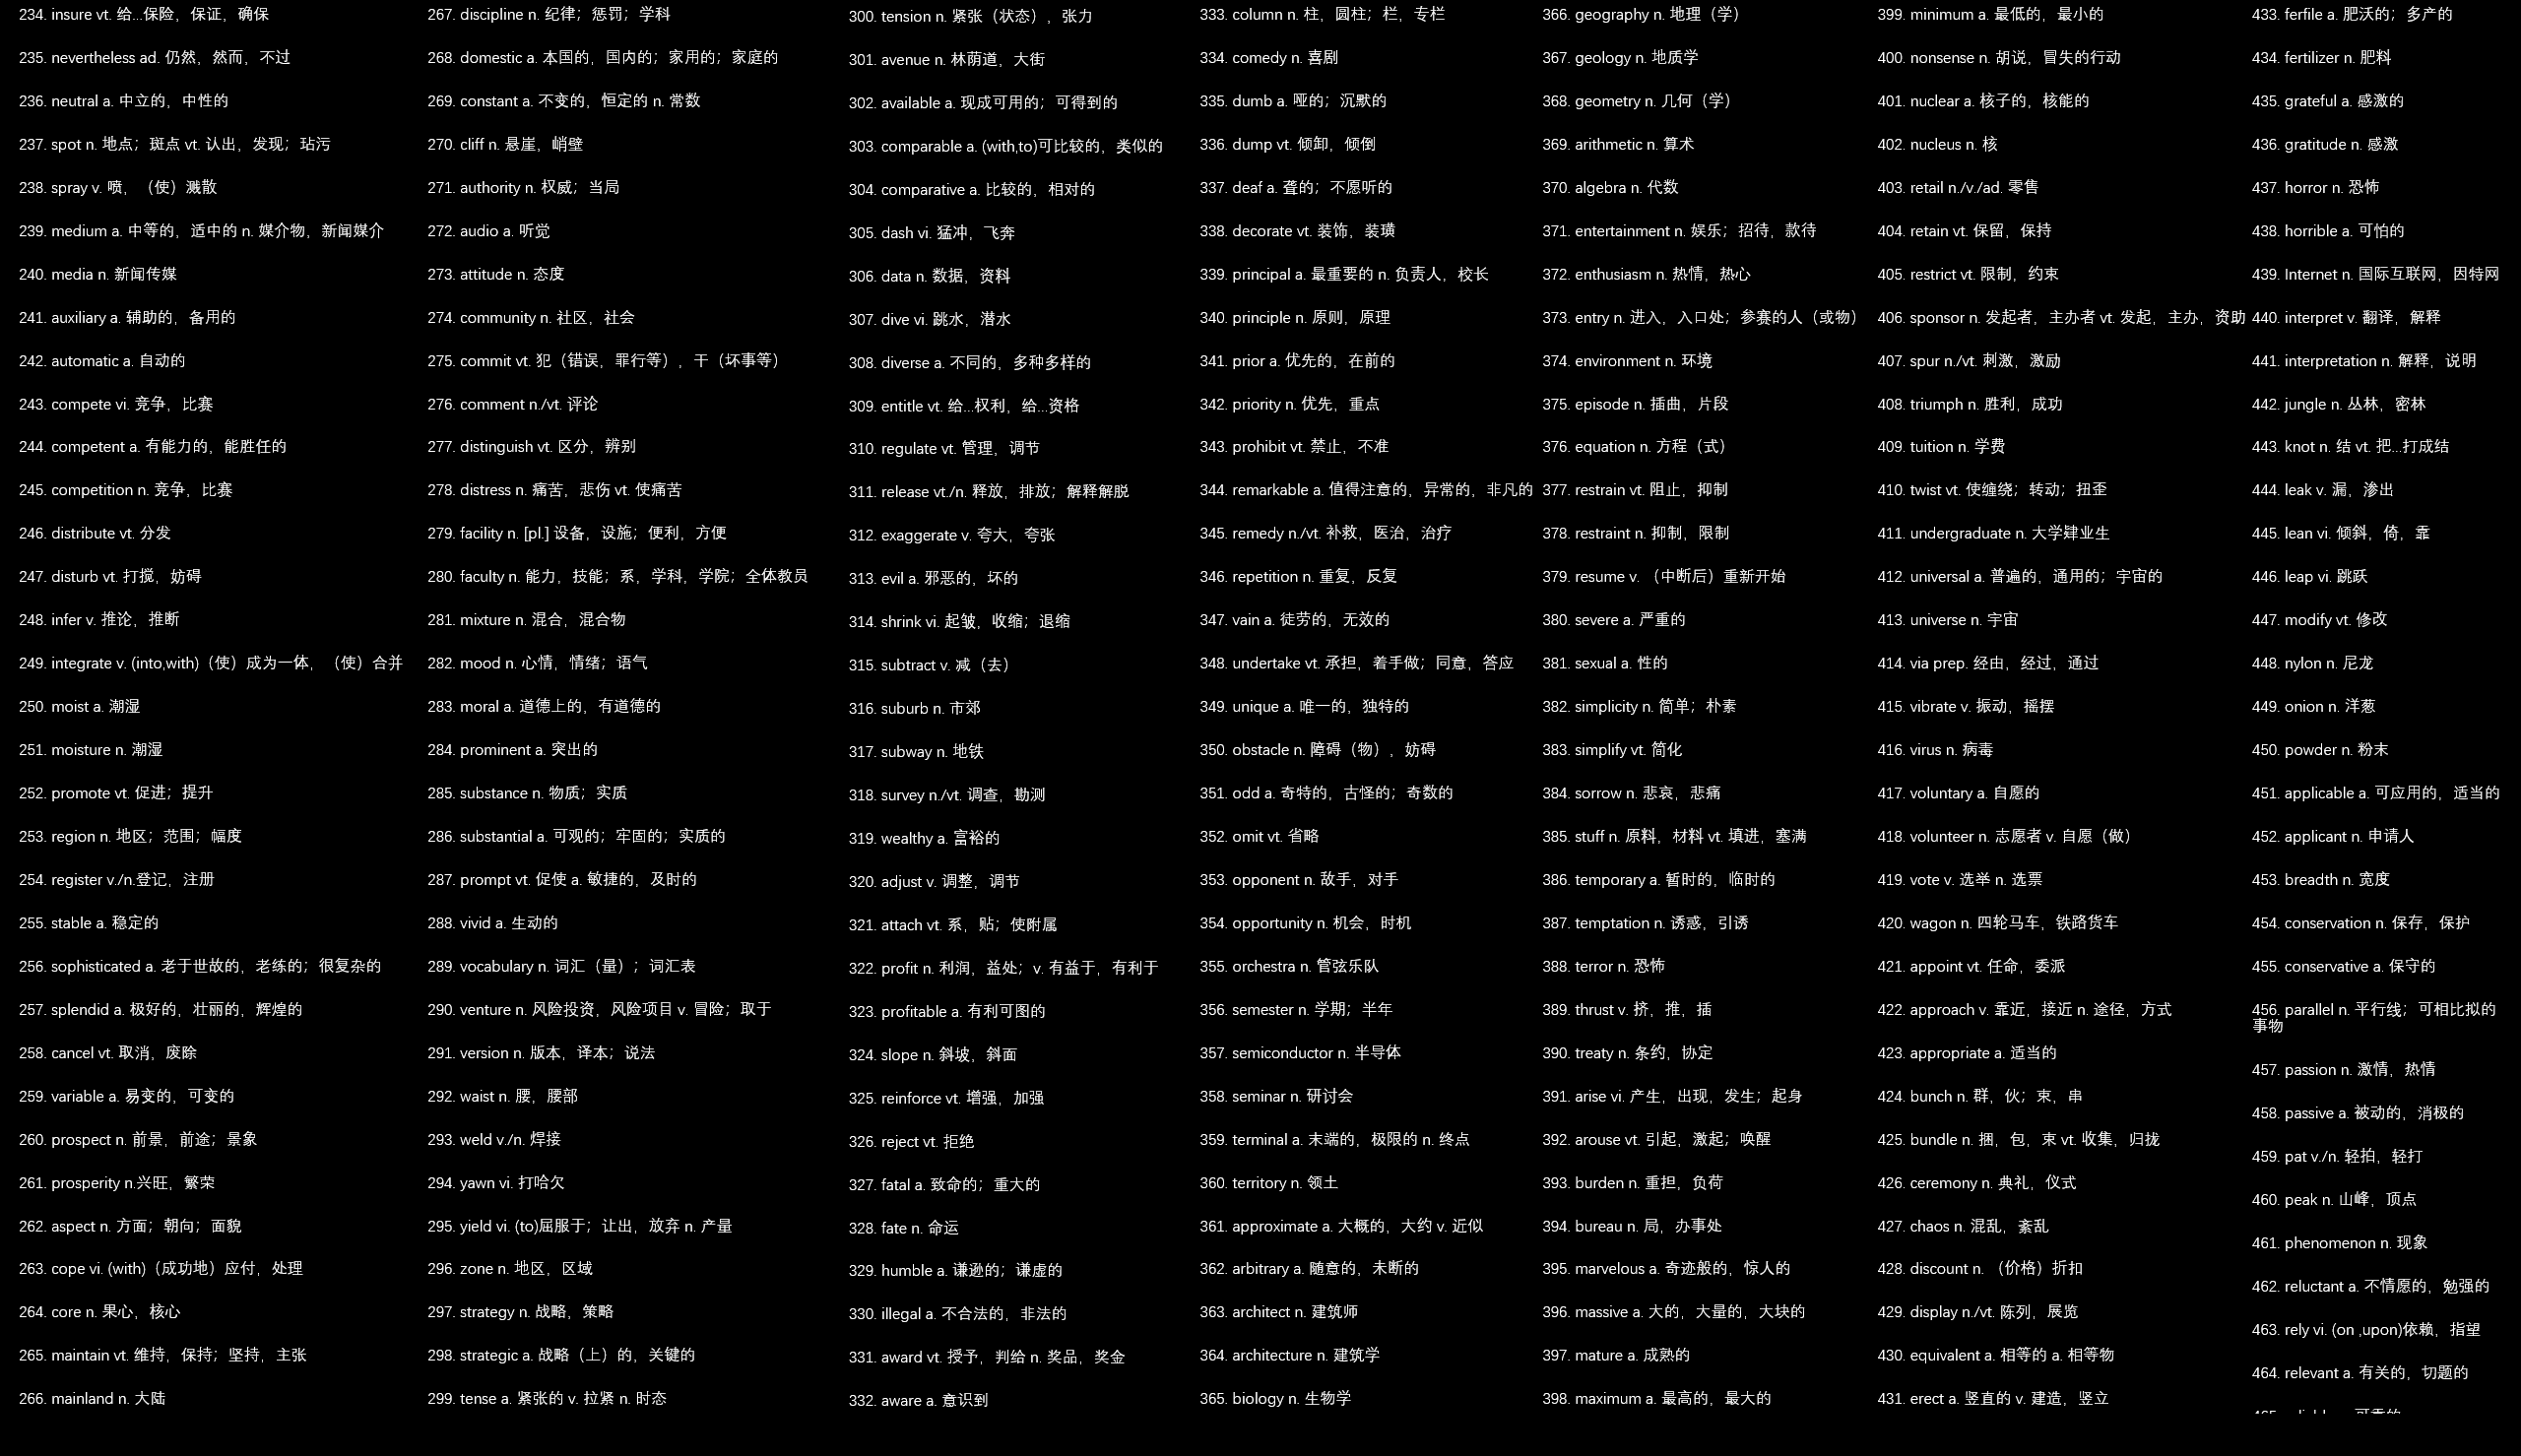 234. insure vt. 给...保险，保证，确保
235. nevertheless ad. 仍然，然而，不过
236. neutral a. 中立的，中性的
237. spot n. 地点；斑点 vt. 认出，发现；玷污
238. spray v. 喷，（使）溅散
239. medium a. 中等的，适中的 n. 媒介物，新闻媒介
240. media n. 新闻传媒
241. auxiliary a. 辅助的，备用的
242. automatic a. 自动的
243. compete vi. 竞争，比赛
244. competent a. 有能力的，能胜任的
245. competition n. 竞争，比赛
246. distribute vt. 分发
247. disturb vt. 打搅，妨碍
248. infer v. 推论，推断
249. integrate v. (into,with)（使）成为一体，（使）合并
250. moist a. 潮湿
251. moisture n. 潮湿
252. promote vt. 促进；提升
253. region n. 地区；范围；幅度
254. register v./n.登记，注册
255. stable a. 稳定的
256. sophisticated a. 老于世故的，老练的；很复杂的
257. splendid a. 极好的，壮丽的，辉煌的
258. cancel vt. 取消，废除
259. variable a. 易变的，可变的
260. prospect n. 前景，前途；景象
261. prosperity n.兴旺，繁荣
262. aspect n. 方面；朝向；面貌
263. cope vi. (with)（成功地）应付，处理
264. core n. 果心，核心
265. maintain vt. 维持，保持；坚持，主张
266. mainland n. 大陆
267. discipline n. 纪律；惩罚；学科
268. domestic a. 本国的，国内的；家用的；家庭的
269. constant a. 不变的，恒定的 n. 常数
270. cliff n. 悬崖，峭壁
271. authority n. 权威；当局
272. audio a. 听觉
273. attitude n. 态度
274. community n. 社区，社会
275. commit vt. 犯（错误，罪行等），干（坏事等）
276. comment n./vt. 评论
277. distinguish vt. 区分，辨别
278. distress n. 痛苦，悲伤 vt. 使痛苦
279. facility n. [pl.] 设备，设施；便利，方便
280. faculty n. 能力，技能；系，学科，学院；全体教员
281. mixture n. 混合，混合物
282. mood n. 心情，情绪；语气
283. moral a. 道德上的，有道德的
284. prominent a. 突出的
285. substance n. 物质；实质
286. substantial a. 可观的；牢固的；实质的
287. prompt vt. 促使 a. 敏捷的，及时的
288. vivid a. 生动的
289. vocabulary n. 词汇（量）；词汇表
290. venture n. 风险投资，风险项目 v. 冒险；取于
291. version n. 版本，译本；说法
292. waist n. 腰，腰部
293. weld v./n. 焊接
294. yawn vi. 打哈欠
295. yield vi. (to)屈服于；让出，放弃 n. 产量
296. zone n. 地区，区域
297. strategy n. 战略，策略
298. strategic a. 战略（上）的，关键的
299. tense a. 紧张的 v. 拉紧 n. 时态
300. tension n. 紧张（状态），张力
301. avenue n. 林荫道，大街
302. available a. 现成可用的；可得到的
303. comparable a. (with,to)可比较的，类似的
304. comparative a. 比较的，相对的
305. dash vi. 猛冲，飞奔
306. data n. 数据，资料
307. dive vi. 跳水，潜水
308. diverse a. 不同的，多种多样的
309. entitle vt. 给...权利，给...资格
310. regulate vt. 管理，调节
311. release vt./n. 释放，排放；解释解脱
312. exaggerate v. 夸大，夸张
313. evil a. 邪恶的，坏的
314. shrink vi. 起皱，收缩；退缩
315. subtract v. 减（去）
316. suburb n. 市郊
317. subway n. 地铁
318. survey n./vt. 调查，勘测
319. wealthy a. 富裕的
320. adjust v. 调整，调节
321. attach vt. 系，贴；使附属
322. profit n. 利润，益处；v. 有益于，有利于
323. profitable a. 有利可图的
324. slope n. 斜坡，斜面
325. reinforce vt. 增强，加强
326. reject vt. 拒绝
327. fatal a. 致命的；重大的
328. fate n. 命运
329. humble a. 谦逊的；谦虚的
330. illegal a. 不合法的，非法的
331. award vt. 授予，判给 n. 奖品，奖金
332. aware a. 意识到
333. column n. 柱，圆柱；栏，专栏
334. comedy n. 喜剧
335. dumb a. 哑的；沉默的
336. dump vt. 倾卸，倾倒
337. deaf a. 聋的；不愿听的
338. decorate vt. 装饰，装璜
339. principal a. 最重要的 n. 负责人，校长
340. principle n. 原则，原理
341. prior a. 优先的，在前的
342. priority n. 优先，重点
343. prohibit vt. 禁止，不准
344. remarkable a. 值得注意的，异常的，非凡的
345. remedy n./vt. 补救，医治，治疗
346. repetition n. 重复，反复
347. vain a. 徒劳的，无效的
348. undertake vt. 承担，着手做；同意，答应
349. unique a. 唯一的，独特的
350. obstacle n. 障碍（物），妨碍
351. odd a. 奇特的，古怪的；奇数的
352. omit vt. 省略
353. opponent n. 敌手，对手
354. opportunity n. 机会，时机
355. orchestra n. 管弦乐队
356. semester n. 学期；半年
357. semiconductor n. 半导体
358. seminar n. 研讨会
359. terminal a. 末端的，极限的 n. 终点
360. territory n. 领土
361. approximate a. 大概的，大约 v. 近似
362. arbitrary a. 随意的，未断的
363. architect n. 建筑师
364. architecture n. 建筑学
365. biology n. 生物学
366. geography n. 地理（学）
367. geology n. 地质学
368. geometry n. 几何（学）
369. arithmetic n. 算术
370. algebra n. 代数
371. entertainment n. 娱乐；招待，款待
372. enthusiasm n. 热情，热心
373. entry n. 进入，入口处；参赛的人（或物）
374. environment n. 环境
375. episode n. 插曲，片段
376. equation n. 方程（式）
377. restrain vt. 阻止，抑制
378. restraint n. 抑制，限制
379. resume v. （中断后）重新开始
380. severe a. 严重的
381. sexual a. 性的
382. simplicity n. 简单；朴素
383. simplify vt. 简化
384. sorrow n. 悲哀，悲痛
385. stuff n. 原料，材料 vt. 填进，塞满
386. temporary a. 暂时的，临时的
387. temptation n. 诱惑，引诱
388. terror n. 恐怖
389. thrust v. 挤，推，插
390. treaty n. 条约，协定
391. arise vi. 产生，出现，发生；起身
392. arouse vt. 引起，激起；唤醒
393. burden n. 重担，负荷
394. bureau n. 局，办事处
395. marvelous a. 奇迹般的，惊人的
396. massive a. 大的，大量的，大块的
397. mature a. 成熟的
398. maximum a. 最高的，最大的
399. minimum a. 最低的，最小的
400. nonsense n. 胡说，冒失的行动
401. nuclear a. 核子的，核能的
402. nucleus n. 核
403. retail n./v./ad. 零售
404. retain vt. 保留，保持
405. restrict vt. 限制，约束
406. sponsor n. 发起者，主办者 vt. 发起，主办，资助
407. spur n./vt. 刺激，激励
408. triumph n. 胜利，成功
409. tuition n. 学费
410. twist vt. 使缠绕；转动；扭歪
411. undergraduate n. 大学肄业生
412. universal a. 普遍的，通用的；宇宙的
413. universe n. 宇宙
414. via prep. 经由，经过，通过
415. vibrate v. 振动，摇摆
416. virus n. 病毒
417. voluntary a. 自愿的
418. volunteer n. 志愿者 v. 自愿（做）
419. vote v. 选举 n. 选票
420. wagon n. 四轮马车，铁路货车
421. appoint vt. 任命，委派
422. approach v. 靠近，接近 n. 途径，方式
423. appropriate a. 适当的
424. bunch n. 群，伙；束，串
425. bundle n. 捆，包，束 vt. 收集，归拢
426. ceremony n. 典礼，仪式
427. chaos n. 混乱，紊乱
428. discount n. （价格）折扣
429. display n./vt. 陈列，展览
430. equivalent a. 相等的 a. 相等物
431. erect a. 竖直的 v. 建造，竖立
433. ferfile a. 肥沃的；多产的
434. fertilizer n. 肥料
435. grateful a. 感激的
436. gratitude n. 感激
437. horror n. 恐怖
438. horrible a. 可怕的
439. Internet n. 国际互联网，因特网
440. interpret v. 翻译，解释
441. interpretation n. 解释，说明
442. jungle n. 丛林，密林
443. knot n. 结 vt. 把...打成结
444. leak v. 漏，渗出
445. lean vi. 倾斜，倚，靠
446. leap vi. 跳跃
447. modify vt. 修改
448. nylon n. 尼龙
449. onion n. 洋葱
450. powder n. 粉末
451. applicable a. 可应用的，适当的
452. applicant n. 申请人
453. breadth n. 宽度
454. conservation n. 保存，保护
455. conservative a. 保守的
456. parallel n. 平行线；可相比拟的
事物
457. passion n. 激情，热情
458. passive a. 被动的，消极的
459. pat v./n. 轻拍，轻打
460. peak n. 山峰，顶点
461. phenomenon n. 现象
462. reluctant a. 不情愿的，勉强的
463. rely vi. (on ,upon)依赖，指望
464. relevant a. 有关的，切题的